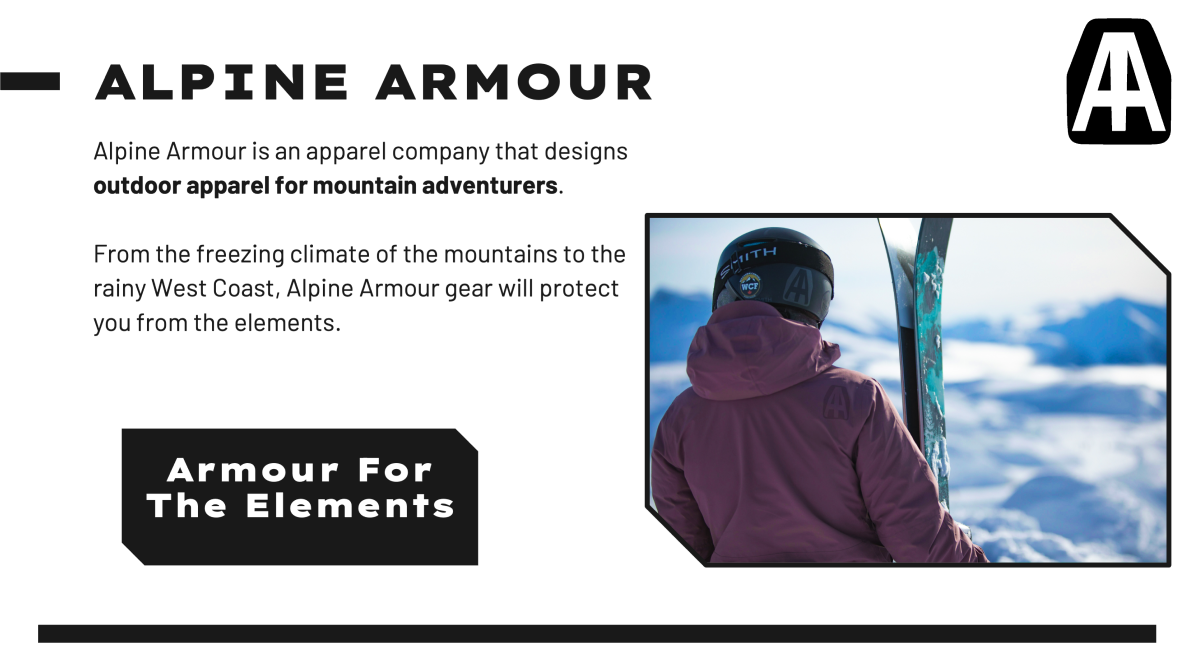 ALPINE ARMOUR
Alpine Armour is an apparel company that designs
outdoor apparel for mountain adventurers.
From the freezing climate of the mountains to the
rainy West Coast, Alpine Armour gear will protect
you from the elements.
Armour For
The Elements
SMITH
WCF